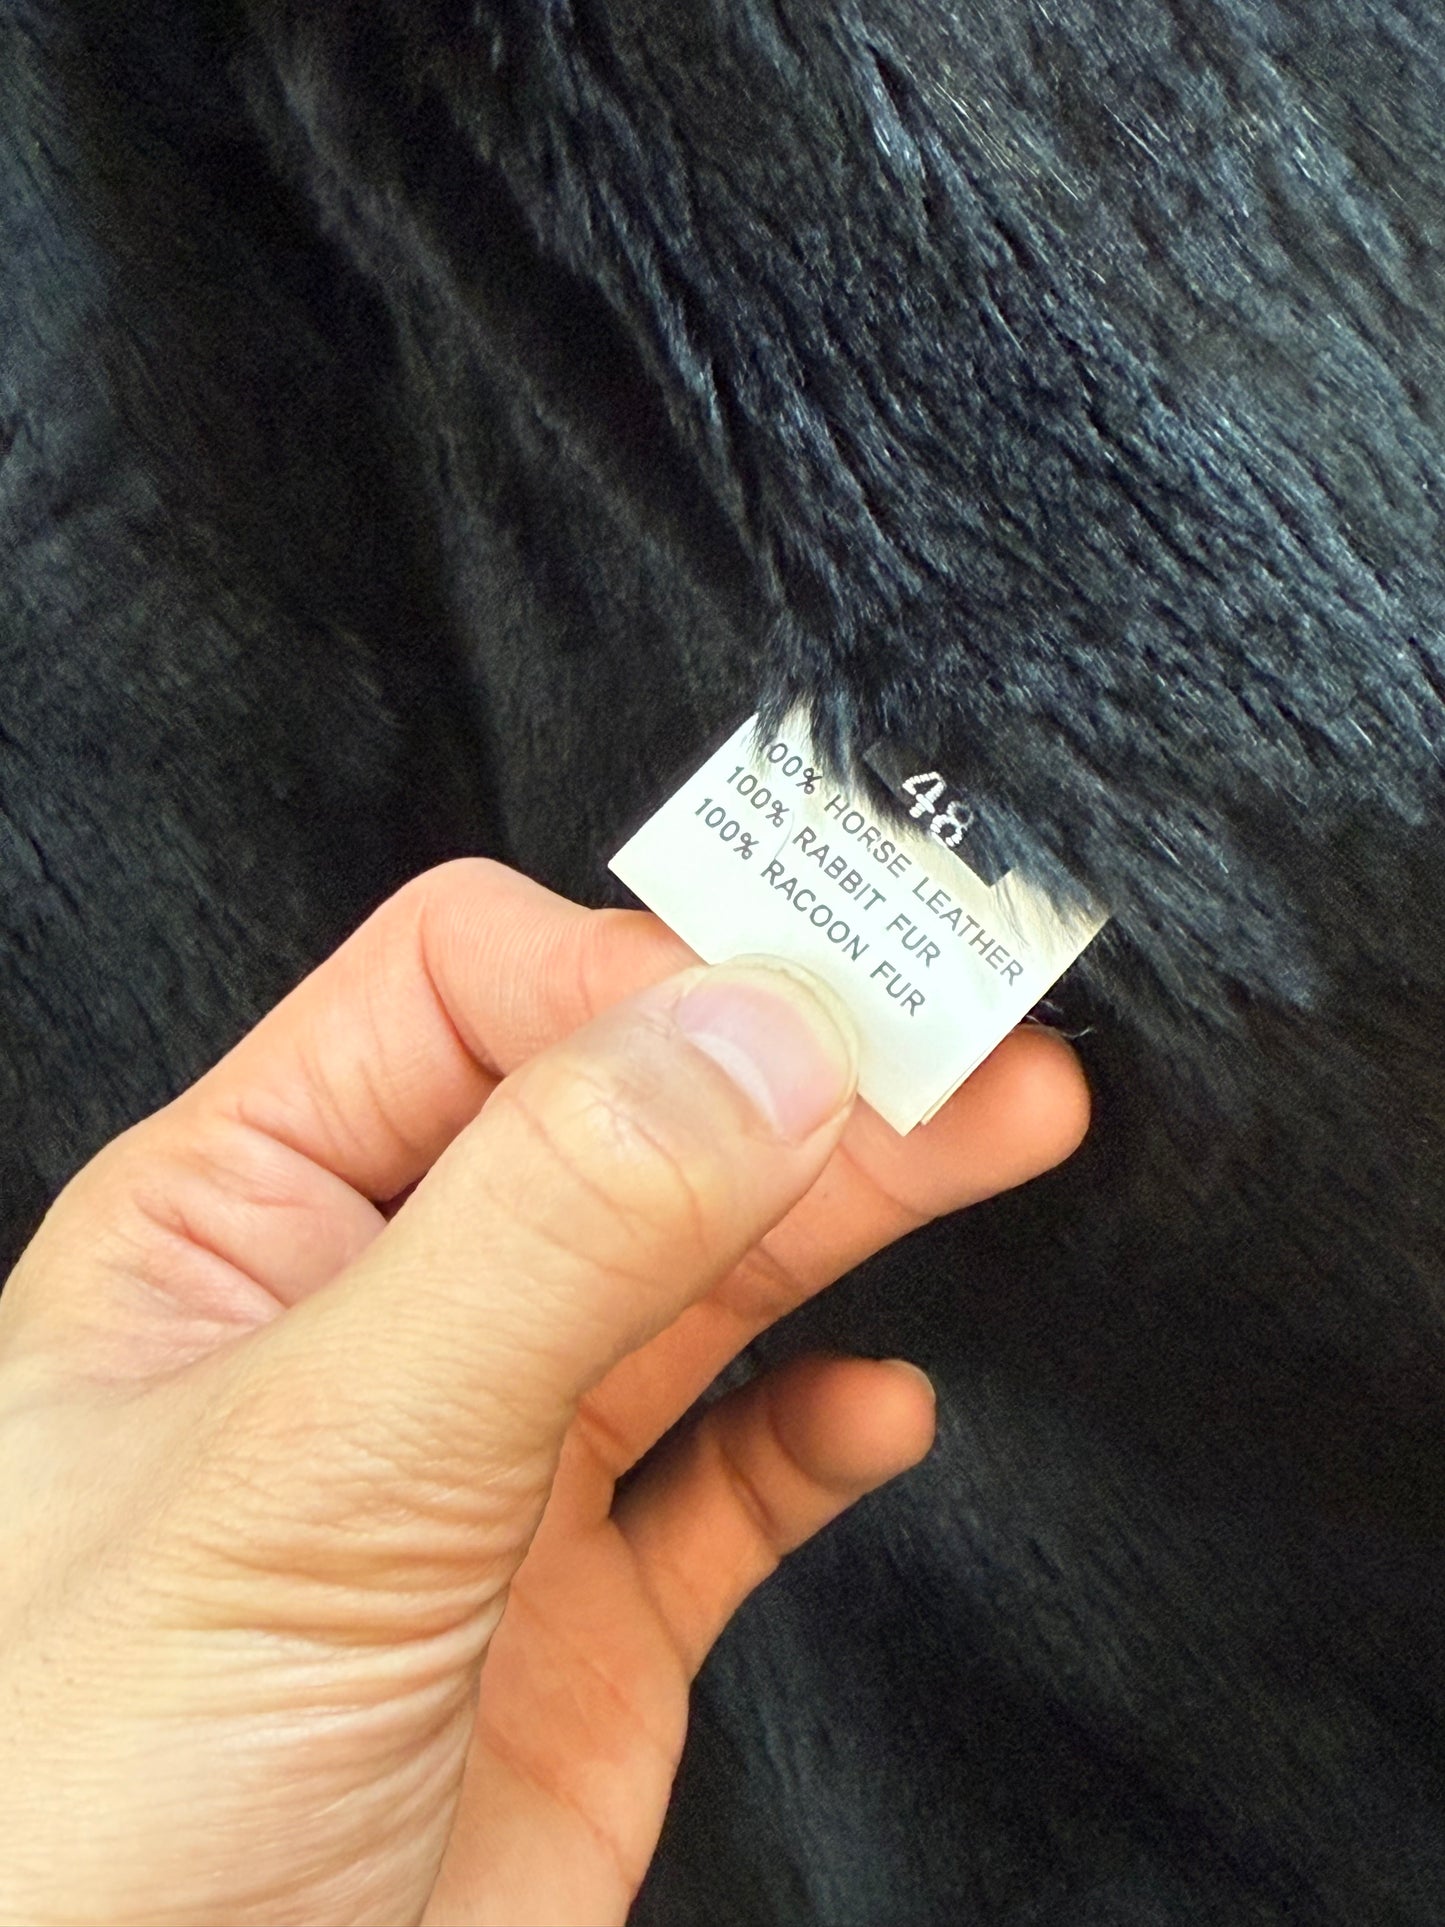 48
100% HORSE LEATHER
100% RABBIT FUR
100% RACOON FUR